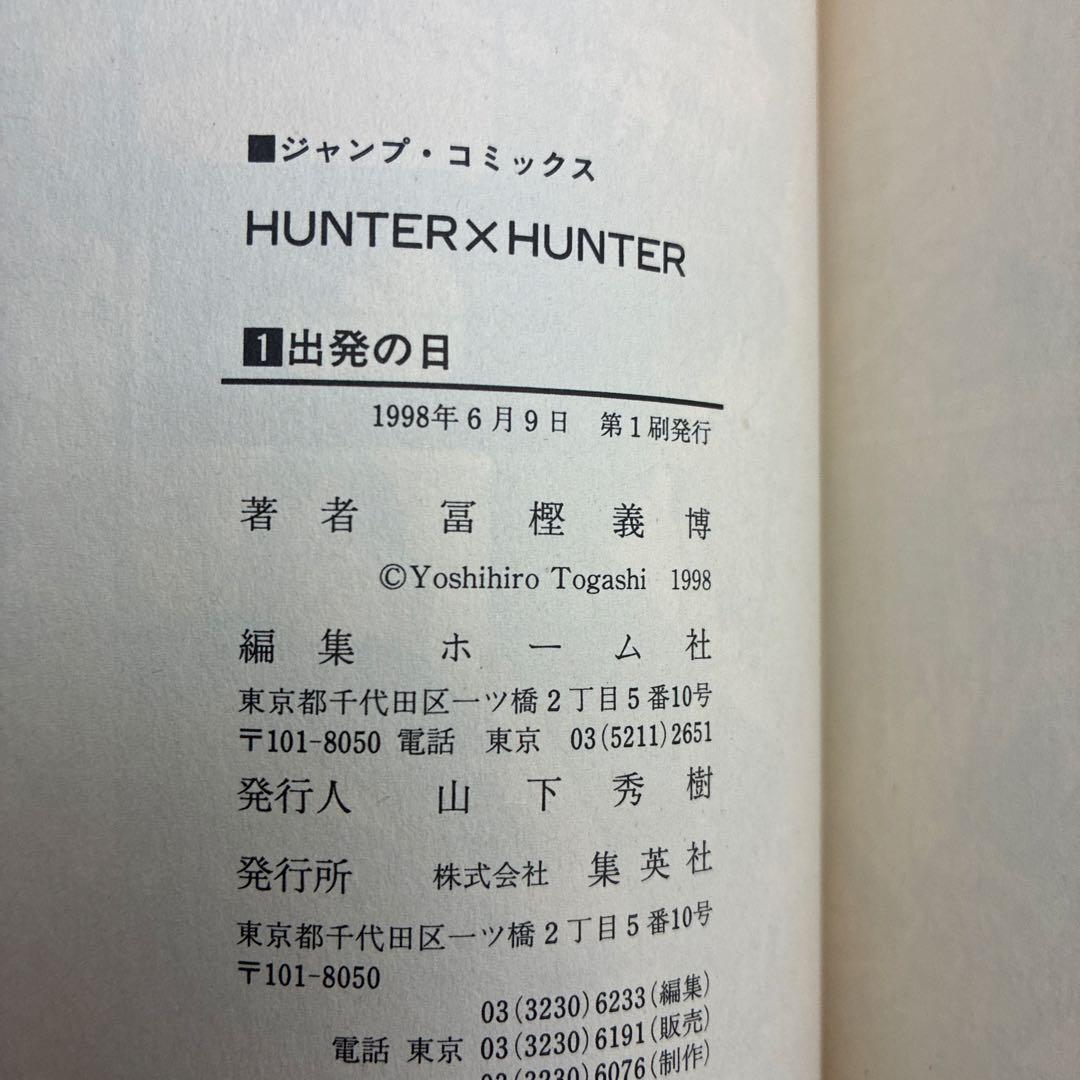 ■ジャンプ・コミックス
HUNTER×HUNTER
1出発の日
1998年6月9日 第1刷発行
著者 冨樫義博
©Yoshihiro Togashi 1998
編集 ホーム社
東京都千代田区一ツ橋2丁目5番10号
〒101-8050 電話 東京 03(5211)2651
発行人 山下秀樹
発行所 株式会社 集英社
東京都千代田区一ツ橋2丁目5番10号
〒101-8050
03(3230)6233(編集)
電話 東京 03(3230)6191(販売)
03(3230)6076(制作)